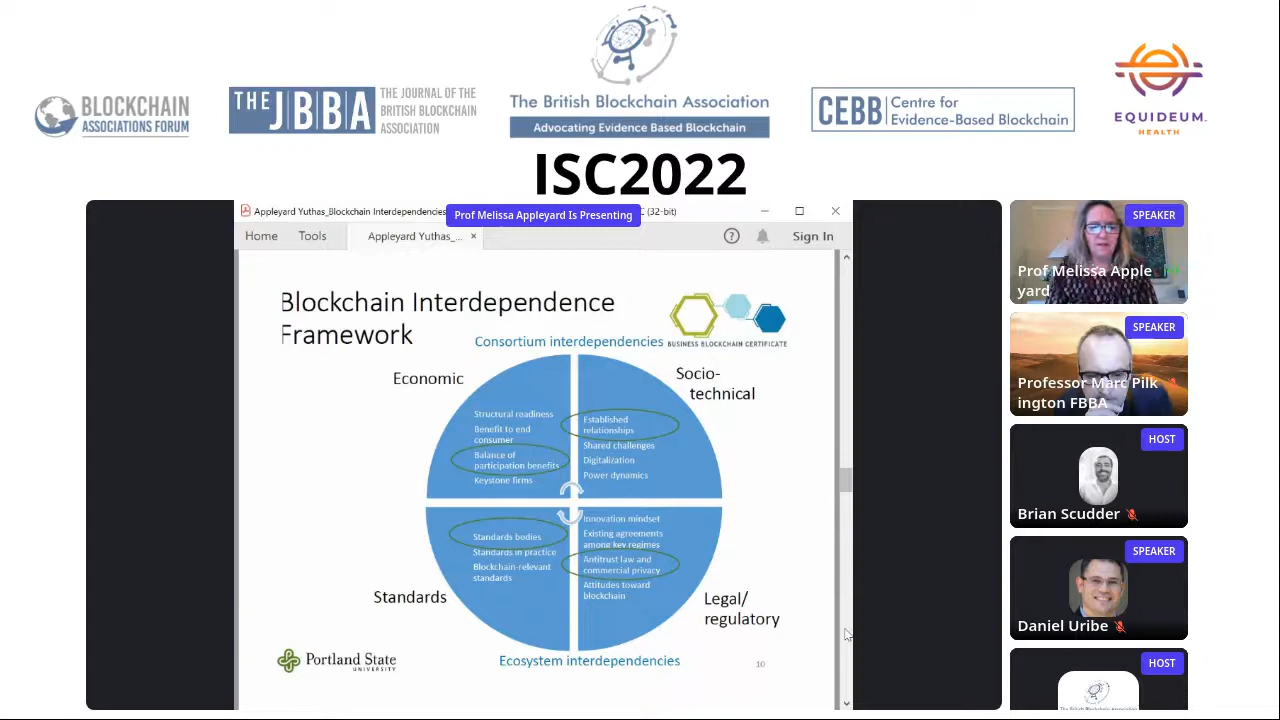 BLOCKCHAIN
ASSOCIATIONS FORUM
THE JBBA
THE JOURNAL OF THE
BRITISH BLOCKCHAIN
ASSOCIATION
The British Blockchain Association
Advocating Evidence Based Blockchain
CEBB
Centre for
Evidence-Based Blockchain
EQUIDEUM
HEALTH
ISC2022
Appleyard Yuthas_Blockchain Interdependencies
Prof Melissa Appleyard Is Presenting
(32-bit)
Home
Tools
Appleyard Yuthas_...
×
?
Sign In
Blockchain Interdependence
Framework
BUSINESS BLOCKCHAIN CERTIFICATE
Consortium interdependencies
Economic
Socio-
technical
Structural readiness
Benefit to end
consumer
Balance of
participation benefits
Keystone firms
Established
relationships
Shared challenges
Digitalization
Power dynamics
Standards bodies
Standards in practice
Blockchain-relevant
standards
Innovation mindset
Existing agreements
among key regimes
Antitrust law and
commercial privacy
Attitudes toward
blockchain
Standards
Legal/
regulatory
Portland State
UNIVERSITY
Ecosystem interdependencies
10
SPEAKER
Prof Melissa Apple
yard
SPEAKER
Professor Marc Pilk
ington FBBA
HOST
Brian Scudder
SPEAKER
Daniel Uribe
HOST